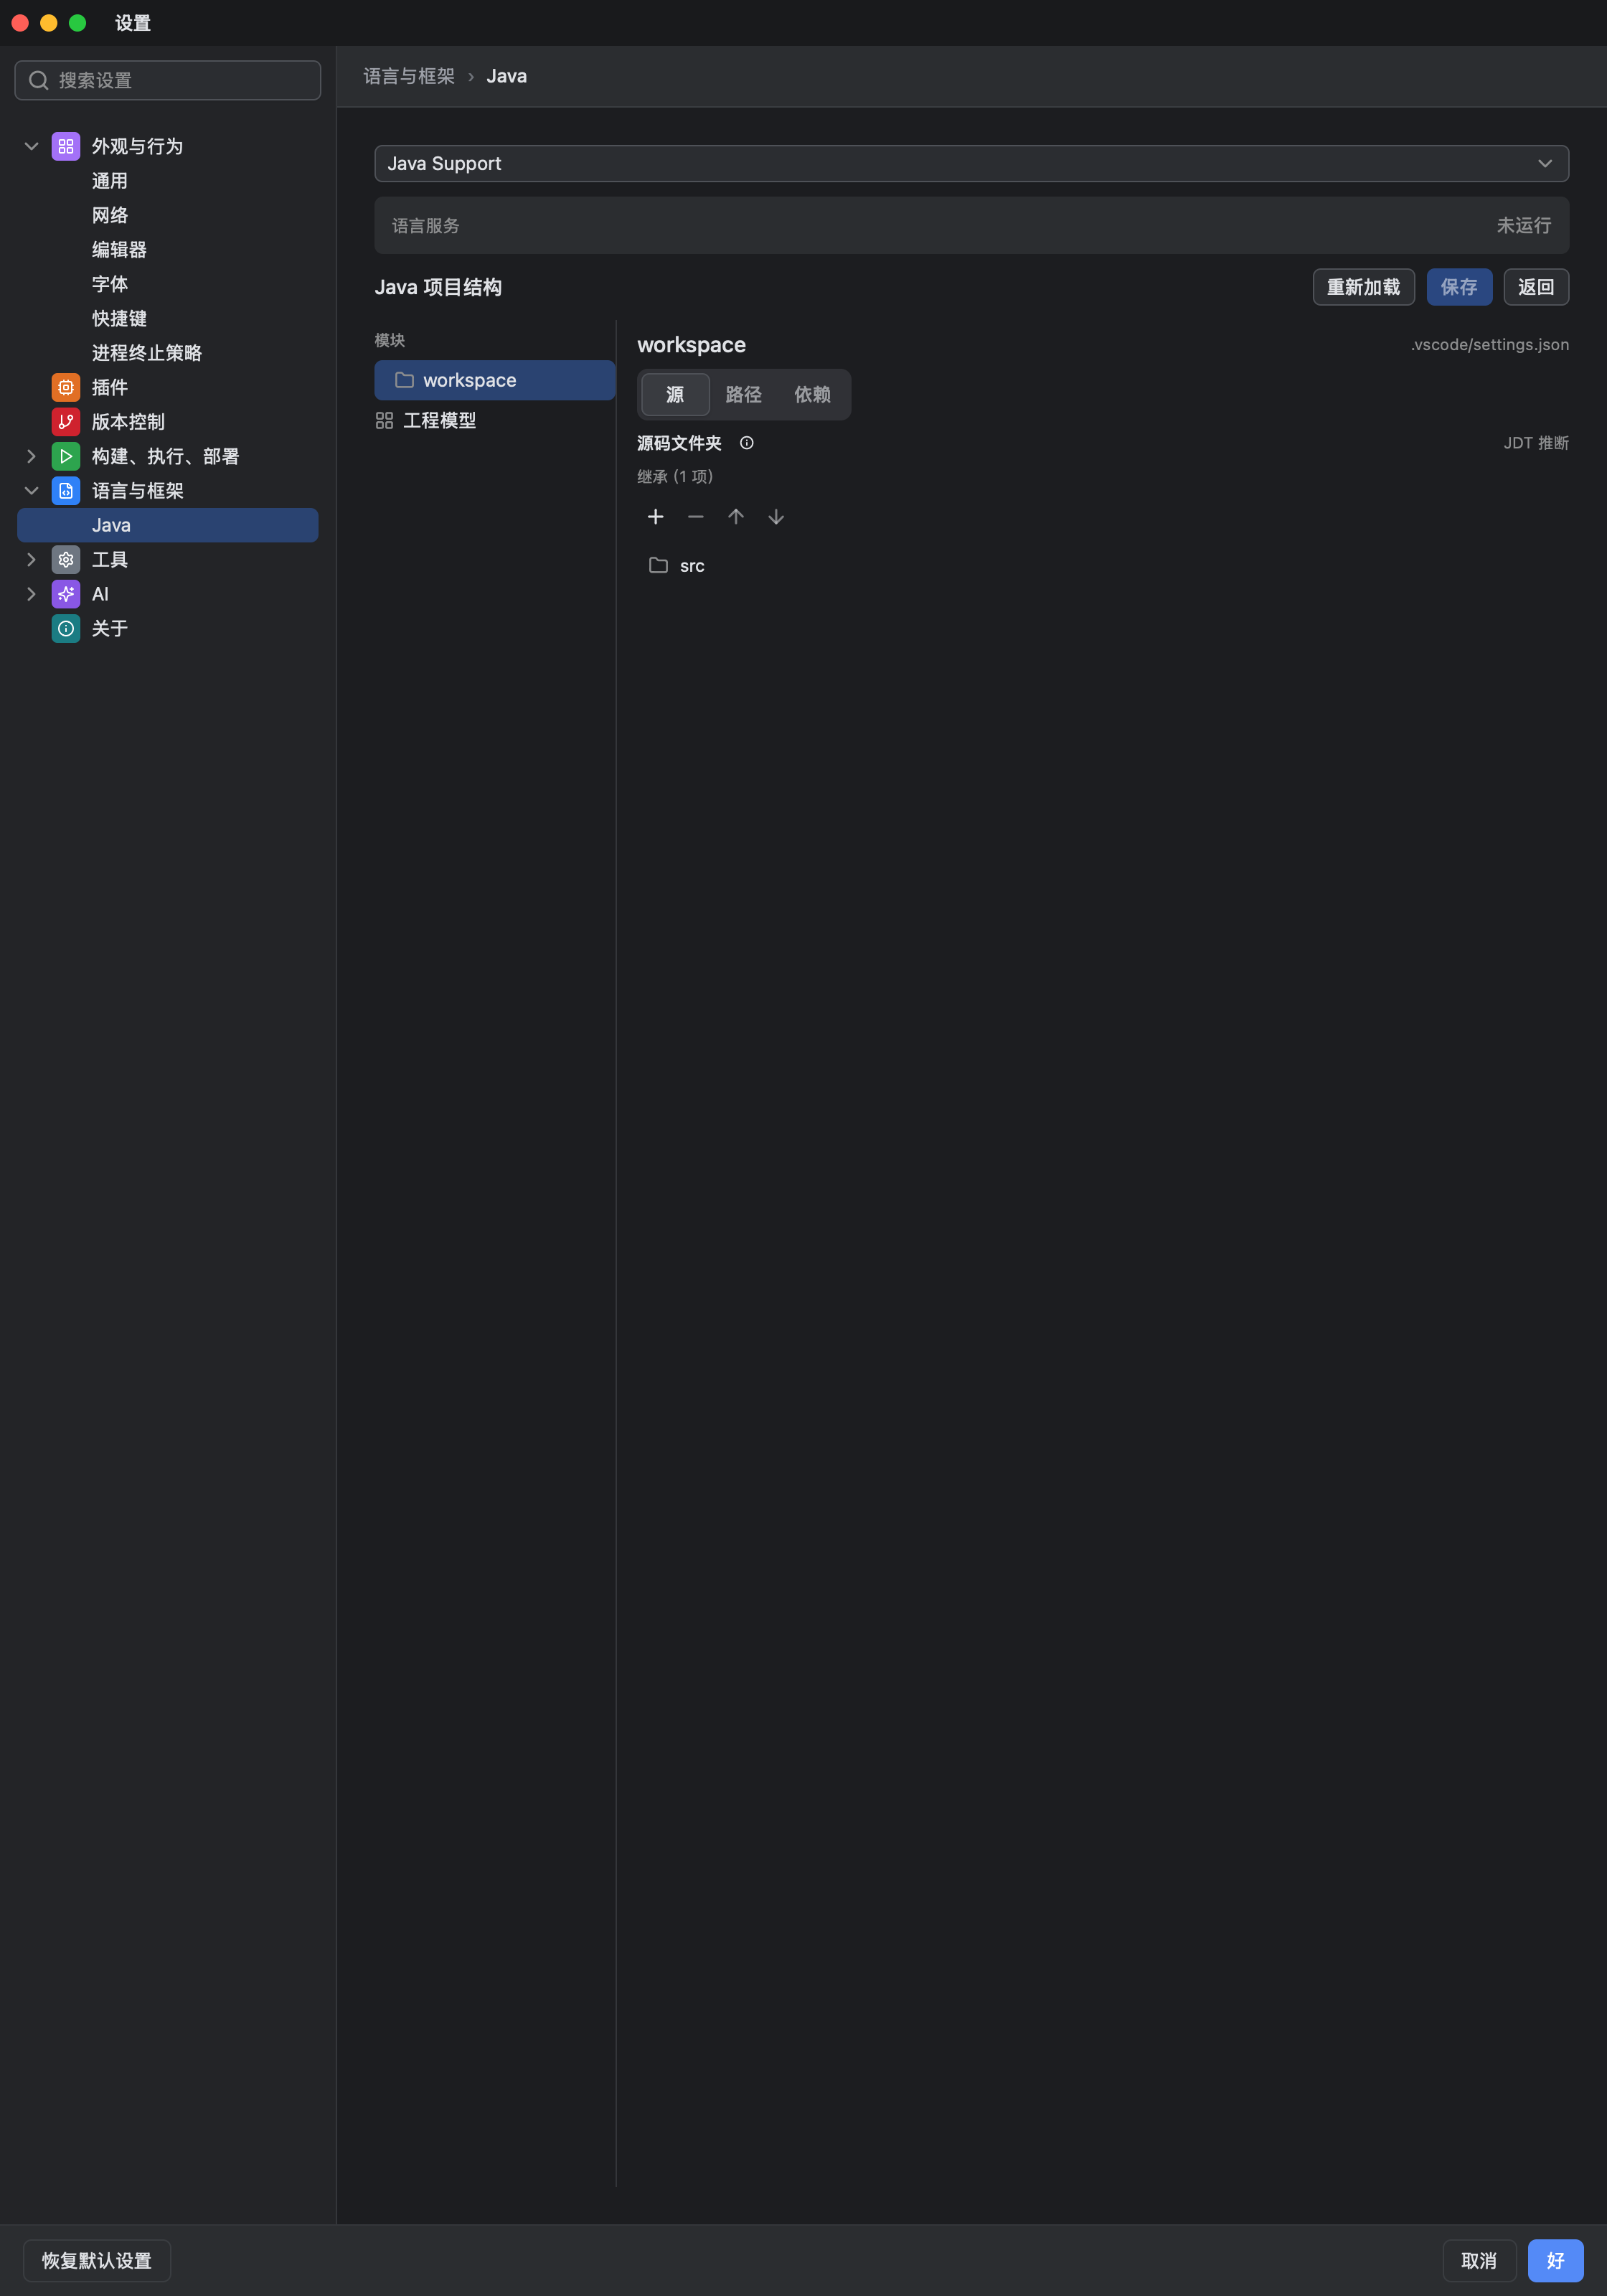 设置
搜索设置
外观与行为
通用
网络
编辑器
字体
快捷键
进程终止策略
插件
版本控制
构建、执行、部署
语言与框架
Java
工具
AI
关于
语言与框架 › Java
Java Support
语言服务 未运行
Java 项目结构 重新加载 保存 返回
模块
workspace
工程模型
workspace .vscode/settings.json
源 路径 依赖
源码文件夹 JDT 推断
继承 (1 项)
src
恢复默认设置 取消 好